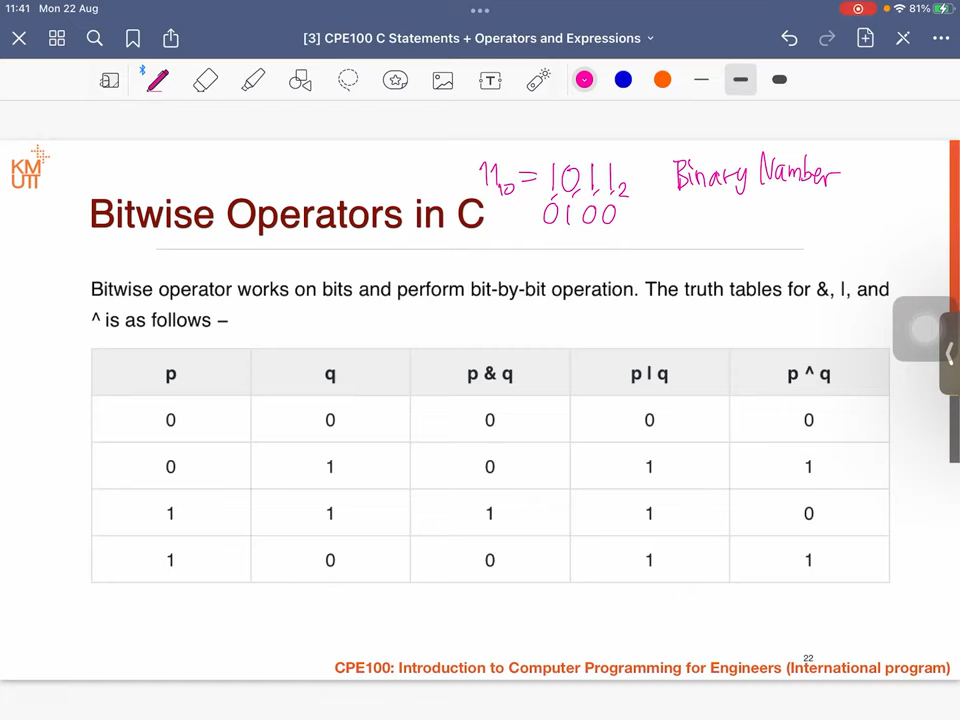 11:41 Mon 22 Aug 81%
[3] CPE100 C Statements + Operators and Expressions
T
KM
UTT
11₁₀ = 1011₂ Binary Number
0100
Bitwise Operators in C
Bitwise operator works on bits and perform bit-by-bit operation. The truth tables for &, |, and
^ is as follows –
p q p & q p | q p ^ q
0 0 0 0 0
0 1 0 1 1
1 1 1 1 0
1 0 0 1 1
22
CPE100: Introduction to Computer Programming for Engineers (International program)